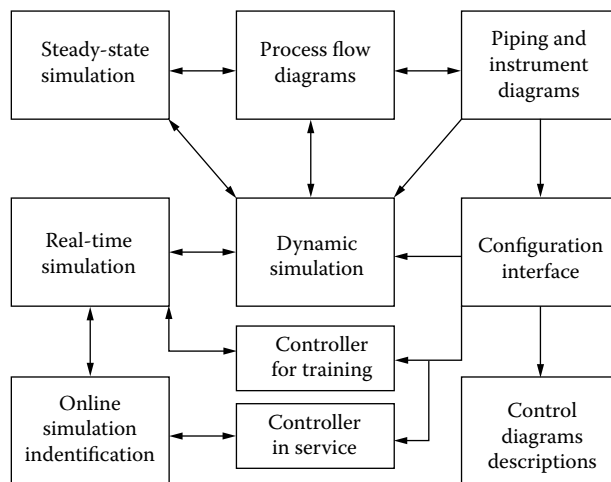 Steady-state
simulation
Process flow
diagrams
Piping and
instrument
diagrams
Real-time
simulation
Dynamic
simulation
Configuration
interface
Controller
for training
Online
simulation
indentification
Controller
in service
Control
diagrams
descriptions